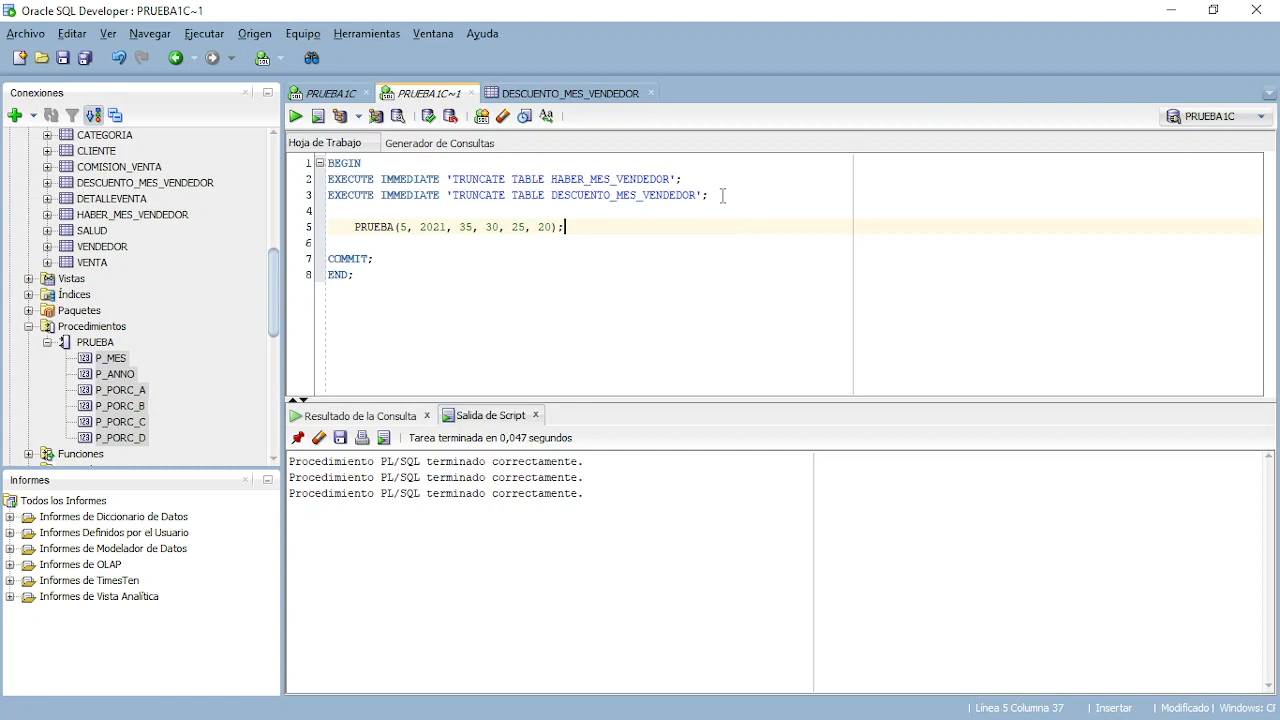 Oracle SQL Developer : PRUEBA1C~1
Archivo Editar Ver Navegar Ejecutar Origen Equipo Herramientas Ventana Ayuda
Conexiones
CATEGORIA
CLIENTE
COMISION_VENTA
DESCUENTO_MES_VENDEDOR
DETALLEVENTA
HABER_MES_VENDEDOR
SALUD
VENDEDOR
VENTA
Vistas
Índices
Paquetes
Procedimientos
PRUEBA
P_MES
P_ANNO
P_PORC_A
P_PORC_B
P_PORC_C
P_PORC_D
Funciones
Informes
Todos los Informes
Informes de Diccionario de Datos
Informes Definidos por el Usuario
Informes de Modelador de Datos
Informes de OLAP
Informes de TimesTen
Informes de Vista Analítica
PRUEBA1C PRUEBA1C~1 DESCUENTO_MES_VENDEDOR
PRUEBA1C
Hoja de Trabajo Generador de Consultas
1 BEGIN
2 EXECUTE IMMEDIATE 'TRUNCATE TABLE HABER_MES_VENDEDOR';
3 EXECUTE IMMEDIATE 'TRUNCATE TABLE DESCUENTO_MES_VENDEDOR';
4
5 PRUEBA(5, 2021, 35, 30, 25, 20);
6
7 COMMIT;
8 END;
Resultado de la Consulta x Salida de Script x
Tarea terminada en 0,047 segundos
Procedimiento PL/SQL terminado correctamente.
Procedimiento PL/SQL terminado correctamente.
Procedimiento PL/SQL terminado correctamente.
Línea 5 Columna 37 Insertar Modificado Windows: CF